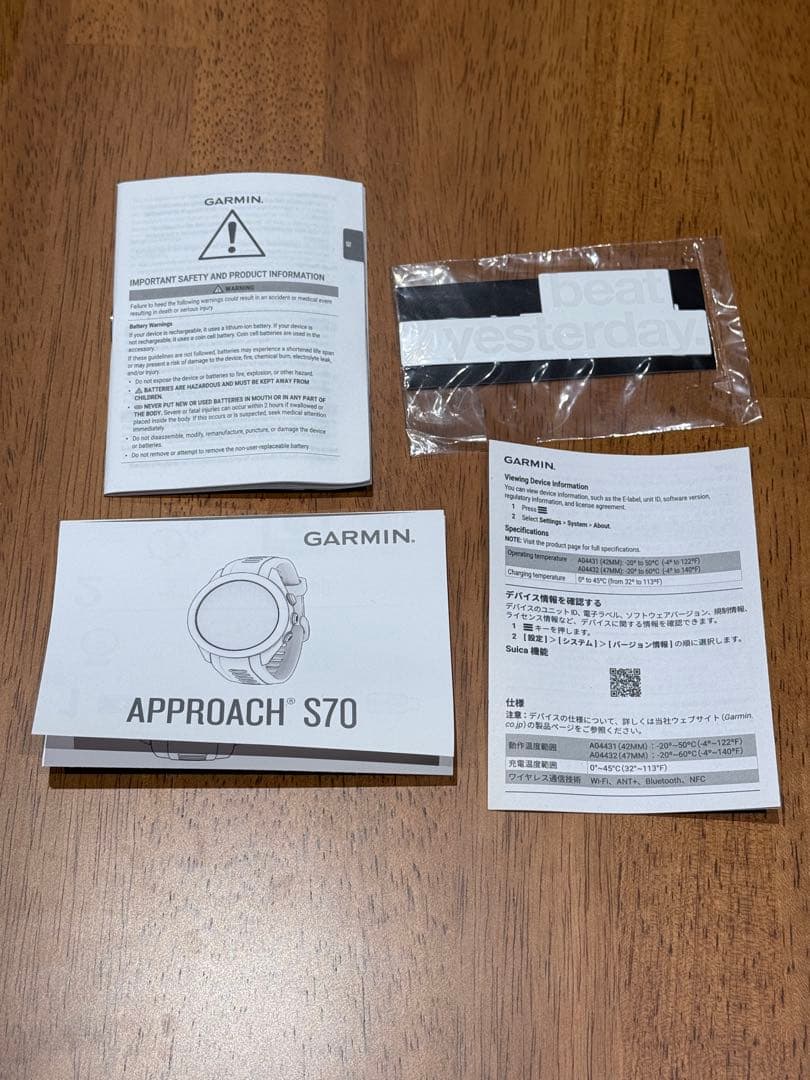 GARMIN.
IMPORTANT SAFETY AND PRODUCT INFORMATION
WARNING
Failure to heed the following warnings could result in an accident or medical event
resulting in death or serious injury.
Battery Warnings
If your device is rechargeable, it uses a lithium-ion battery. If your device is
not rechargeable, it uses a coin cell battery. Coin cell batteries are used in the
accessory.
If these guidelines are not followed, batteries may experience a shortened life span
or may present a risk of damage to the device, fire, chemical burn, electrolyte leak,
and/or injury.
• Do not expose the device or batteries to fire, explosion, or other hazard.
• BATTERIES ARE HAZARDOUS AND MUST BE KEPT AWAY FROM
CHILDREN.
• NEVER PUT NEW OR USED BATTERIES IN MOUTH OR IN ANY PART OF
THE BODY. Severe or fatal injuries can occur within 2 hours if swallowed or
placed inside the body. If this occurs or is suspected, seek medical attention
immediately.
• Do not disassemble, modify, remanufacture, puncture, or damage the device
or batteries.
• Do not remove or attempt to remove the non-user-replaceable battery.
beat
yesterday
GARMIN.
APPROACH® S70
GARMIN.
Viewing Device Information
You can view device information, such as the E-label, unit ID, software version,
regulatory information, and license agreement.
1 Press
2 Select Settings > System > About.
Specifications
NOTE: Visit the product page for full specifications.
Operating temperature A04431 (42MM): -20° to 50°C (-4° to 122°F)
A04432 (47MM): -20° to 60°C (-4° to 140°F)
Charging temperature 0° to 45°C (from 32° to 113°F)
デバイス情報を確認する
デバイスのユニットID、電子ラベル、ソフトウェアバージョン、規制情報、
ライセンス情報など、デバイスに関する情報を確認できます。
1 キーを押します。
2 [設定]>[システム]>[バージョン情報]の順に選択します。
Suica 機能
仕様
注意：デバイスの仕様について、詳しくは当社ウェブサイト(Garmin.
co.jp)の製品ページをご参照ください。
動作温度範囲 A04431(42MM)：-20°~50°C(-4°~122°F)
A04432(47MM)：-20°~60°C(-4°~140°F)
充電温度範囲 0°~45°C(32°~113°F)
ワイヤレス通信技術 Wi-Fi、ANT+、Bluetooth、NFC